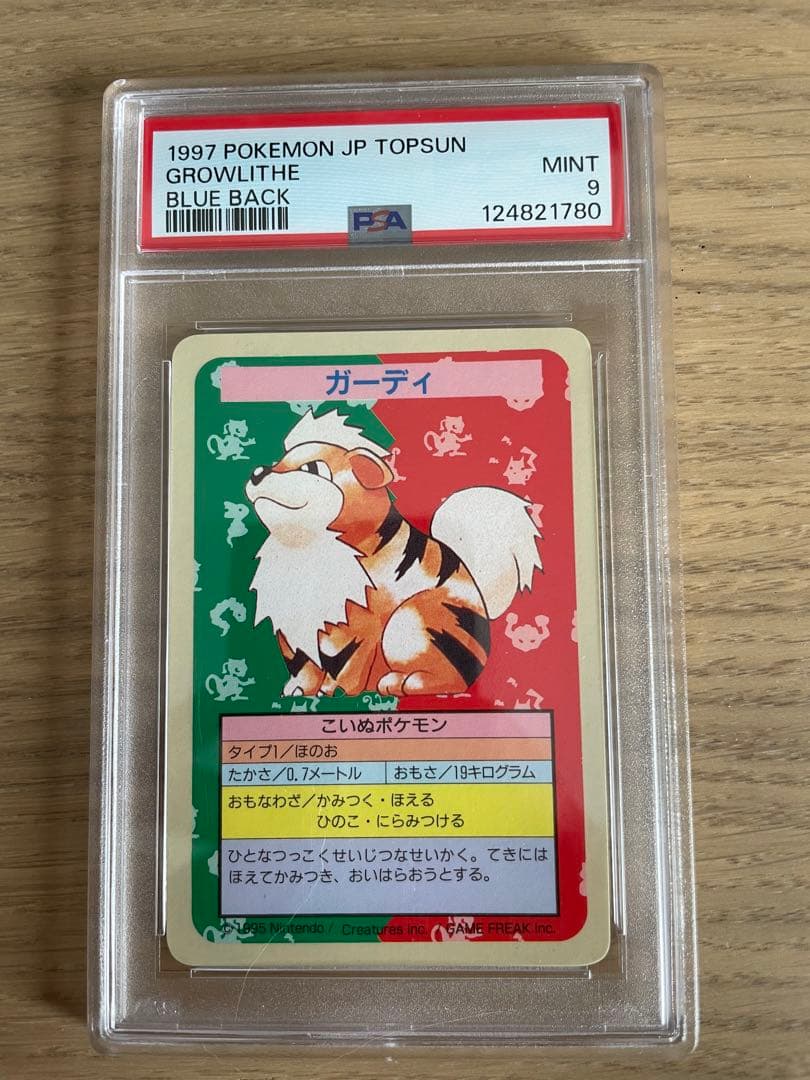 1997 POKEMON JP TOPSUN
GROWLITHE
BLUE BACK
MINT
9
124821780
PSA
ガーディ
こいぬポケモン
タイプ1/ほのお
たかさ/0.7メートル
おもさ/19キログラム
おもなわざ/かみつく・ほえる
ひのこ・にらみつける
ひとなつっこくせいじつなせいかく。てきには
ほえてかみつき、おいはらおうとする。
©1995 Nintendo / Creatures inc. / GAME FREAK inc.